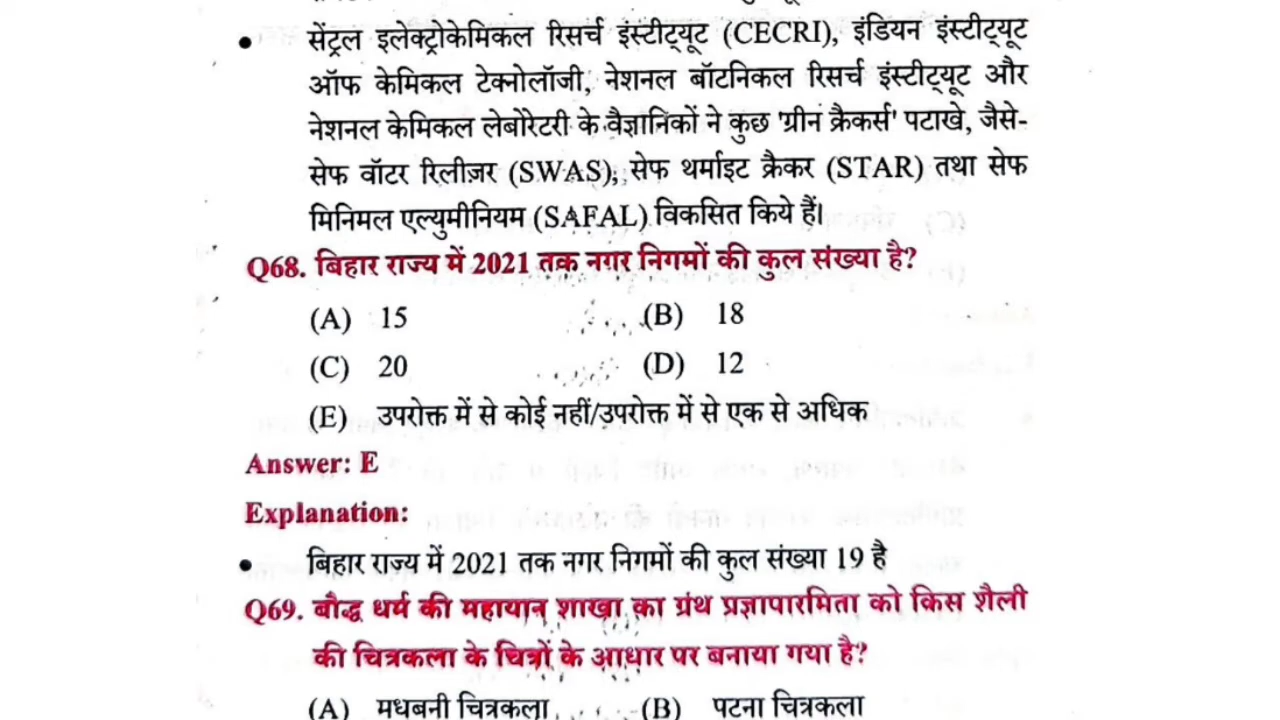 • सेंट्रल इलेक्ट्रोकेमिकल रिसर्च इंस्टीट्यूट (CECRI), इंडियन इंस्टीट्यूट
ऑफ केमिकल टेक्नोलॉजी, नेशनल बॉटनिकल रिसर्च इंस्टीट्यूट और
नेशनल केमिकल लेबोरेटरी के वैज्ञानिकों ने कुछ 'ग्रीन क्रैकर्स' पटाखे, जैसे-
सेफ वॉटर रिलीज़र (SWAS), सेफ थर्माइट क्रैकर (STAR) तथा सेफ
मिनिमल एल्युमीनियम (SAFAL) विकसित किये हैं।
Q68. बिहार राज्य में 2021 तक नगर निगमों की कुल संख्या है?
(A) 15 (B) 18
(C) 20 (D) 12
(E) उपरोक्त में से कोई नहीं/उपरोक्त में से एक से अधिक
Answer: E
Explanation:
• बिहार राज्य में 2021 तक नगर निगमों की कुल संख्या 19 है
Q69. बौद्ध धर्म की महायान शाखा का ग्रंथ प्रज्ञापारमिता को किस शैली
की चित्रकला के चित्रों के आधार पर बनाया गया है?
(A) मधुबनी चित्रकला (B) पटना चित्रकला